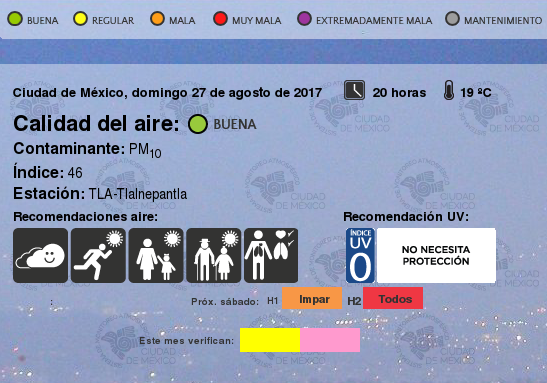 BUENA REGULAR MALA MUY MALA EXTREMADAMENTE MALA MANTENIMIENTO
Ciudad de México, domingo 27 de agosto de 2017 20 horas 19 ºC
Calidad del aire: BUENA
Contaminante: PM10
Índice: 46
Estación: TLA-Tlalnepantla
Recomendaciones aire: Recomendación UV:
ÍNDICE
UV
0
NO NECESITA
PROTECCIÓN
: Próx. sábado: H1 Impar H2 Todos
Este mes verifican:
CIUDAD
DE MÉXICO